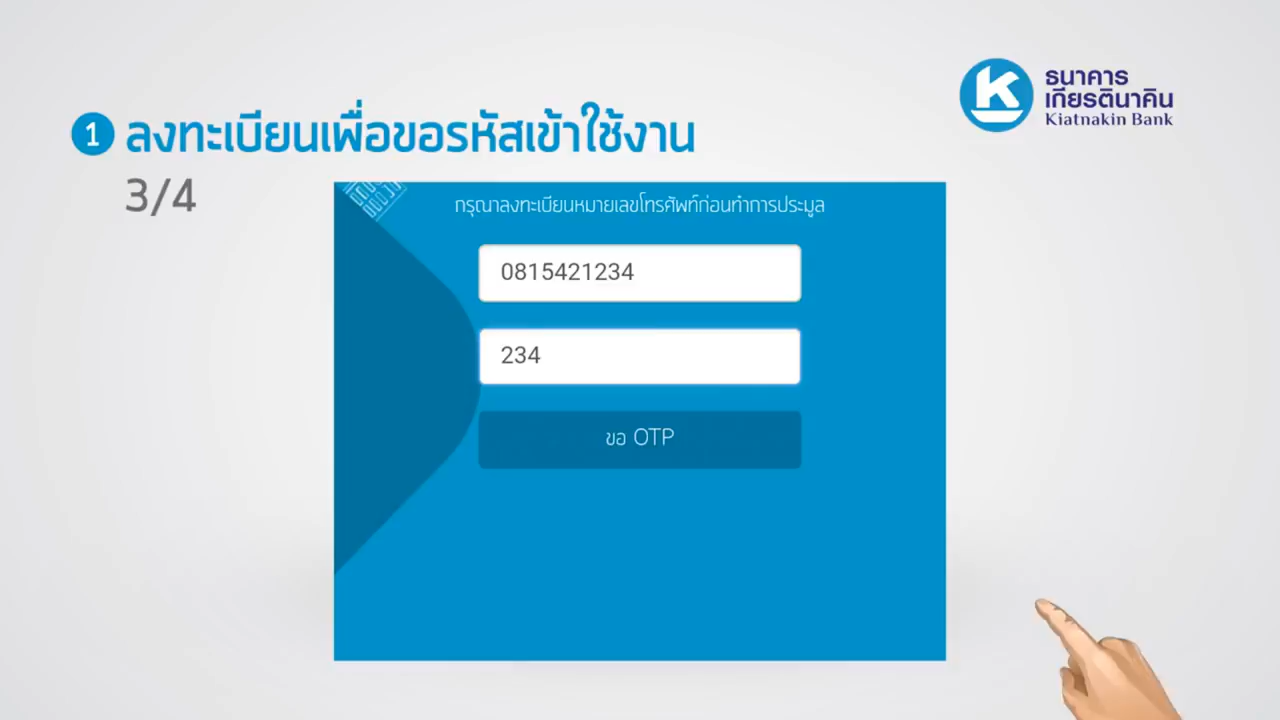 1 ลงทะเบียนเพื่อขอรหัสเข้าใช้งาน
3/4
ธนาคาร
เกียรตินาคิน
Kiatnakin Bank
กรุณาลงทะเบียนหมายเลขโทรศัพท์ก่อนทำการประมูล
0815421234
234
ขอ OTP